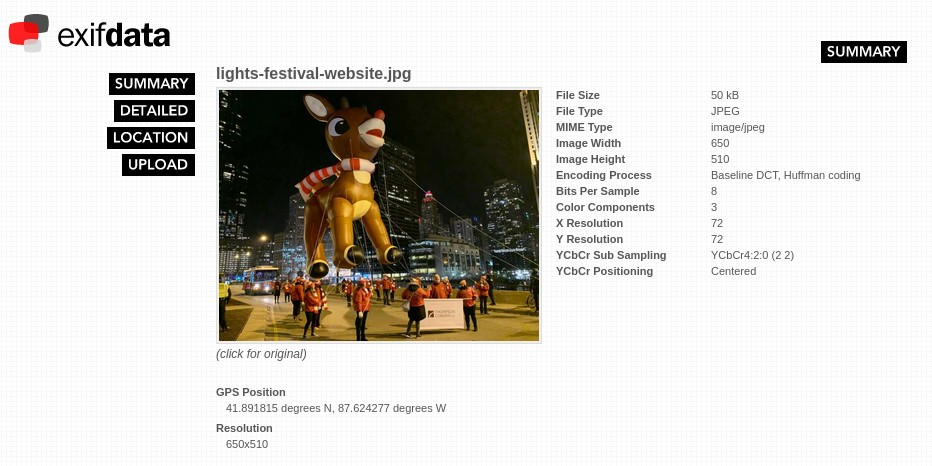 exifdata
SUMMARY
SUMMARY
DETAILED
LOCATION
UPLOAD
lights-festival-website.jpg
File Size 50 kB
File Type JPEG
MIME Type image/jpeg
Image Width 650
Image Height 510
Encoding Process Baseline DCT, Huffman coding
Bits Per Sample 8
Color Components 3
X Resolution 72
Y Resolution 72
YCbCr Sub Sampling YCbCr4:2:0 (2 2)
YCbCr Positioning Centered
(click for original)
GPS Position
41.891815 degrees N, 87.624277 degrees W
Resolution
650x510